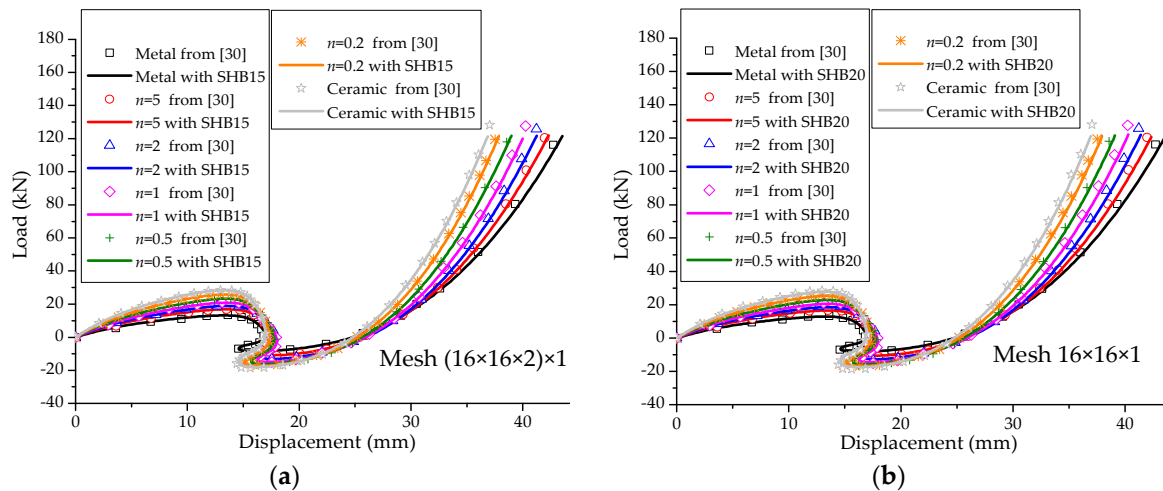 180
160
140
120
100
80
60
40
20
0
-20
-40
Load (kN)
Metal from [30]
Metal with SHB15
n=5 from [30]
n=5 with SHB15
n=2 from [30]
n=2 with SHB15
n=1 from [30]
n=1 with SHB15
n=0.5 from [30]
n=0.5 with SHB15
n=0.2 from [30]
n=0.2 with SHB15
Ceramic from [30]
Ceramic with SHB15
Mesh (16×16×2)×1
0 10 20 30 40
Displacement (mm)
(a)
180
160
140
120
100
80
60
40
20
0
-20
-40
Load (kN)
Metal from [30]
Metal with SHB20
n=5 from [30]
n=5 with SHB20
n=2 from [30]
n=2 with SHB20
n=1 from [30]
n=1 with SHB20
n=0.5 from [30]
n=0.5 with SHB20
n=0.2 from [30]
n=0.2 with SHB20
Ceramic from [30]
Ceramic with SHB20
Mesh 16×16×1
0 10 20 30 40
Displacement (mm)
(b)